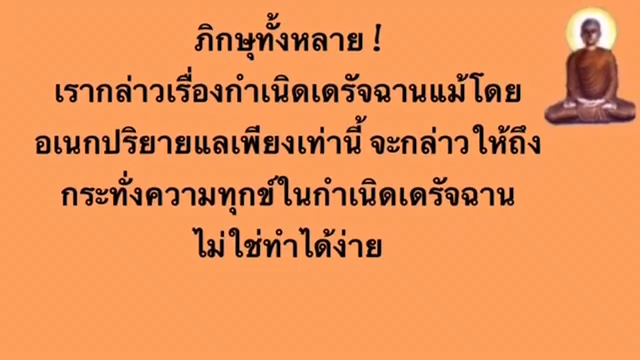 ภิกษุทั้งหลาย !
เรากล่าวเรื่องกำเนิดเดรัจฉานแม้โดย
อเนกปริยายแลเพียงเท่านี้ จะกล่าวให้ถึง
กระทั่งความทุกข์ในกำเนิดเดรัจฉาน
ไม่ใช่ทำได้ง่าย